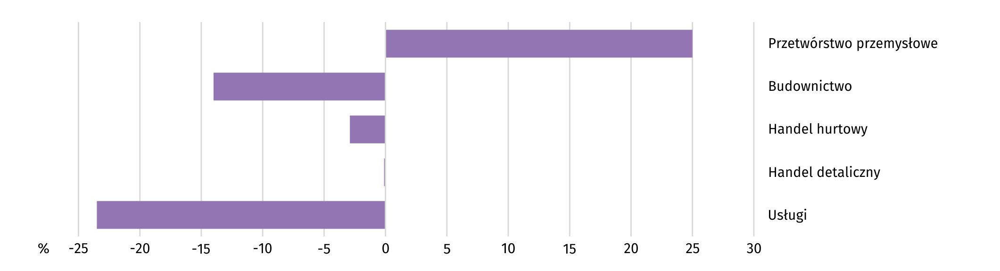 Przetwórstwo przemysłowe
Budownictwo
Handel hurtowy
Handel detaliczny
Usługi
% -25 -20 -15 -10 -5 0 5 10 15 20 25 30